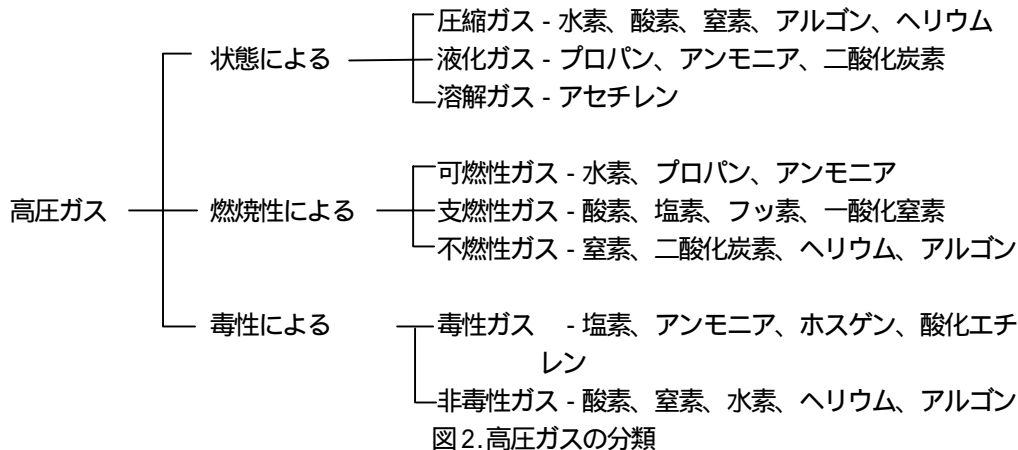 圧縮ガス - 水素、酸素、窒素、アルゴン、ヘリウム
状態による
液化ガス - プロパン、アンモニア、二酸化炭素
溶解ガス - アセチレン
可燃性ガス - 水素、プロパン、アンモニア
高圧ガス
燃焼性による
支燃性ガス - 酸素、塩素、フッ素、一酸化窒素
不燃性ガス - 窒素、二酸化炭素、ヘリウム、アルゴン
毒性による
毒性ガス - 塩素、アンモニア、ホスゲン、酸化エチ
レン
非毒性ガス - 酸素、窒素、水素、ヘリウム、アルゴン
図2.高圧ガスの分類